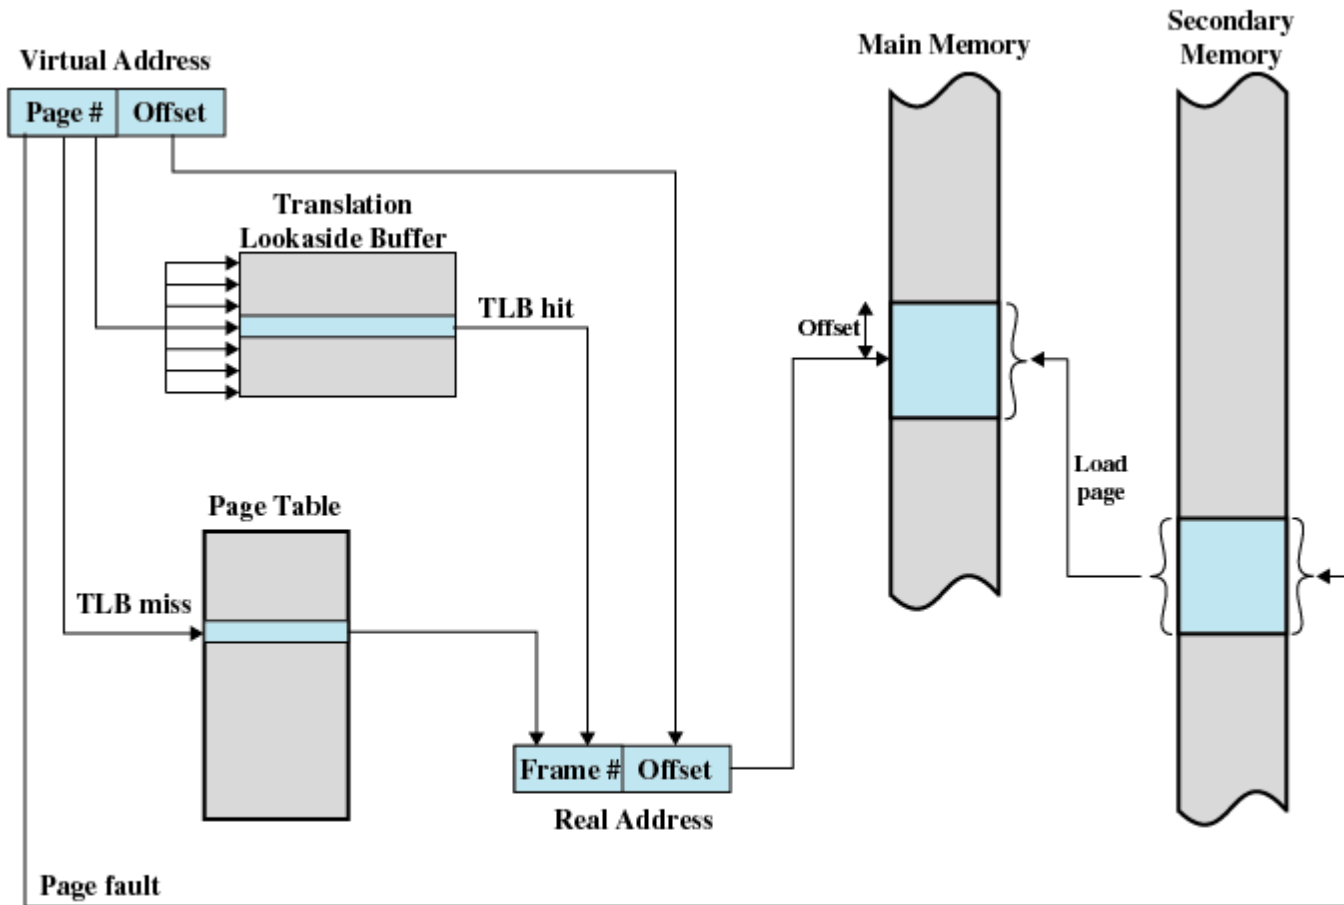 Virtual Address
Page #
Offset
Main Memory
Secondary
Memory
Translation
Lookaside Buffer
TLB hit
Offset
Load
page
Page Table
TLB miss
Frame #
Offset
Real Address
Page fault